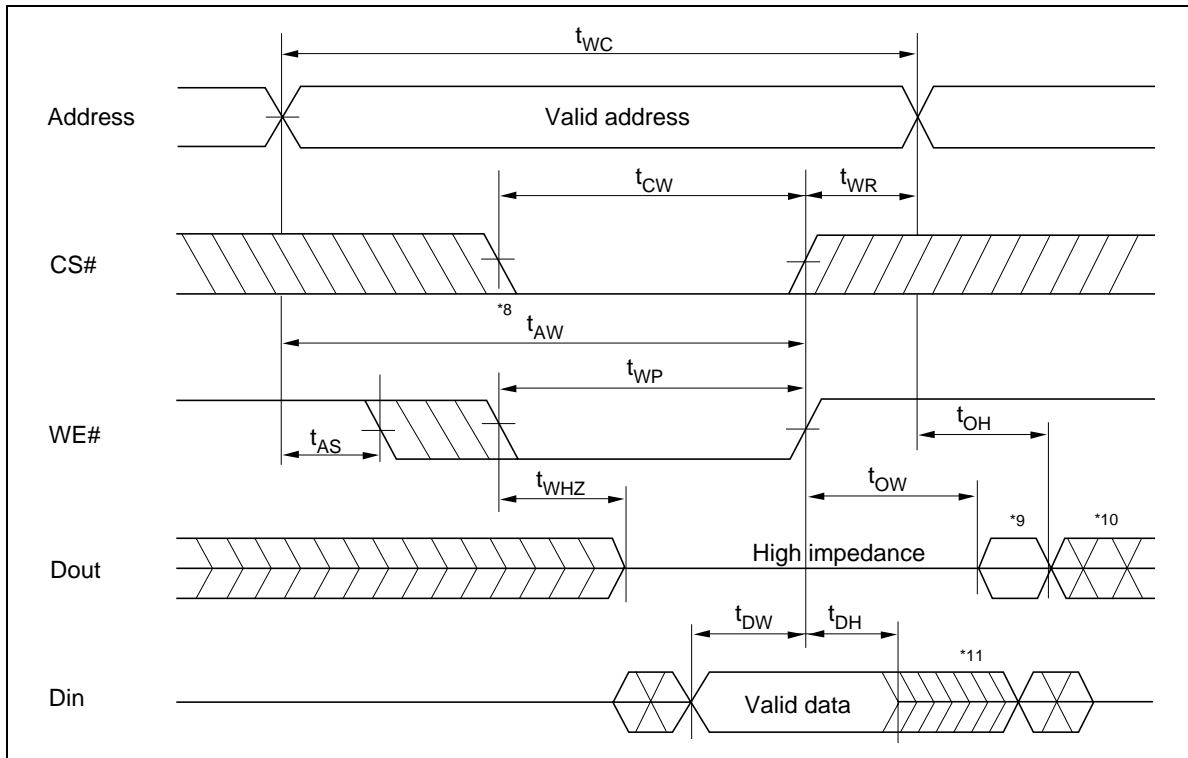 tWC
Address
Valid address
tCW
tWR
CS#
*8
tAW
tWP
WE#
tAS
tOH
tWHZ
tOW
*9
*10
Dout
High impedance
tDW
tDH
*11
Din
Valid data